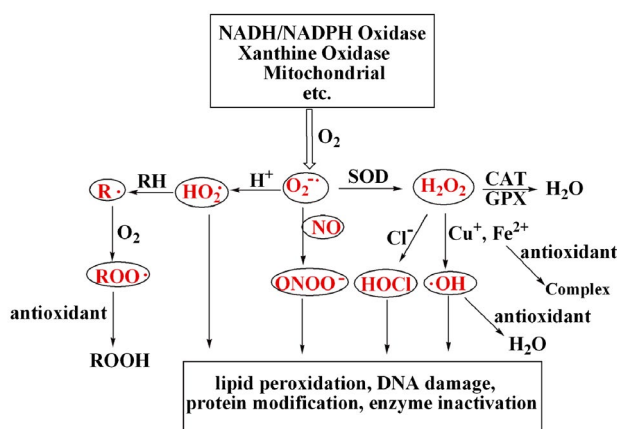 NADH/NADPH Oxidase
Xanthine Oxidase
Mitochondrial
etc.
O₂
R· RH HO₂· H⁺ O₂⁻· SOD H₂O₂ CAT H₂O
GPX
O₂ NO Cl⁻ Cu⁺, Fe²⁺
antioxidant
ROO· ONOO⁻ HOCl ·OH Complex
antioxidant antioxidant
ROOH H₂O
lipid peroxidation, DNA damage,
protein modification, enzyme inactivation